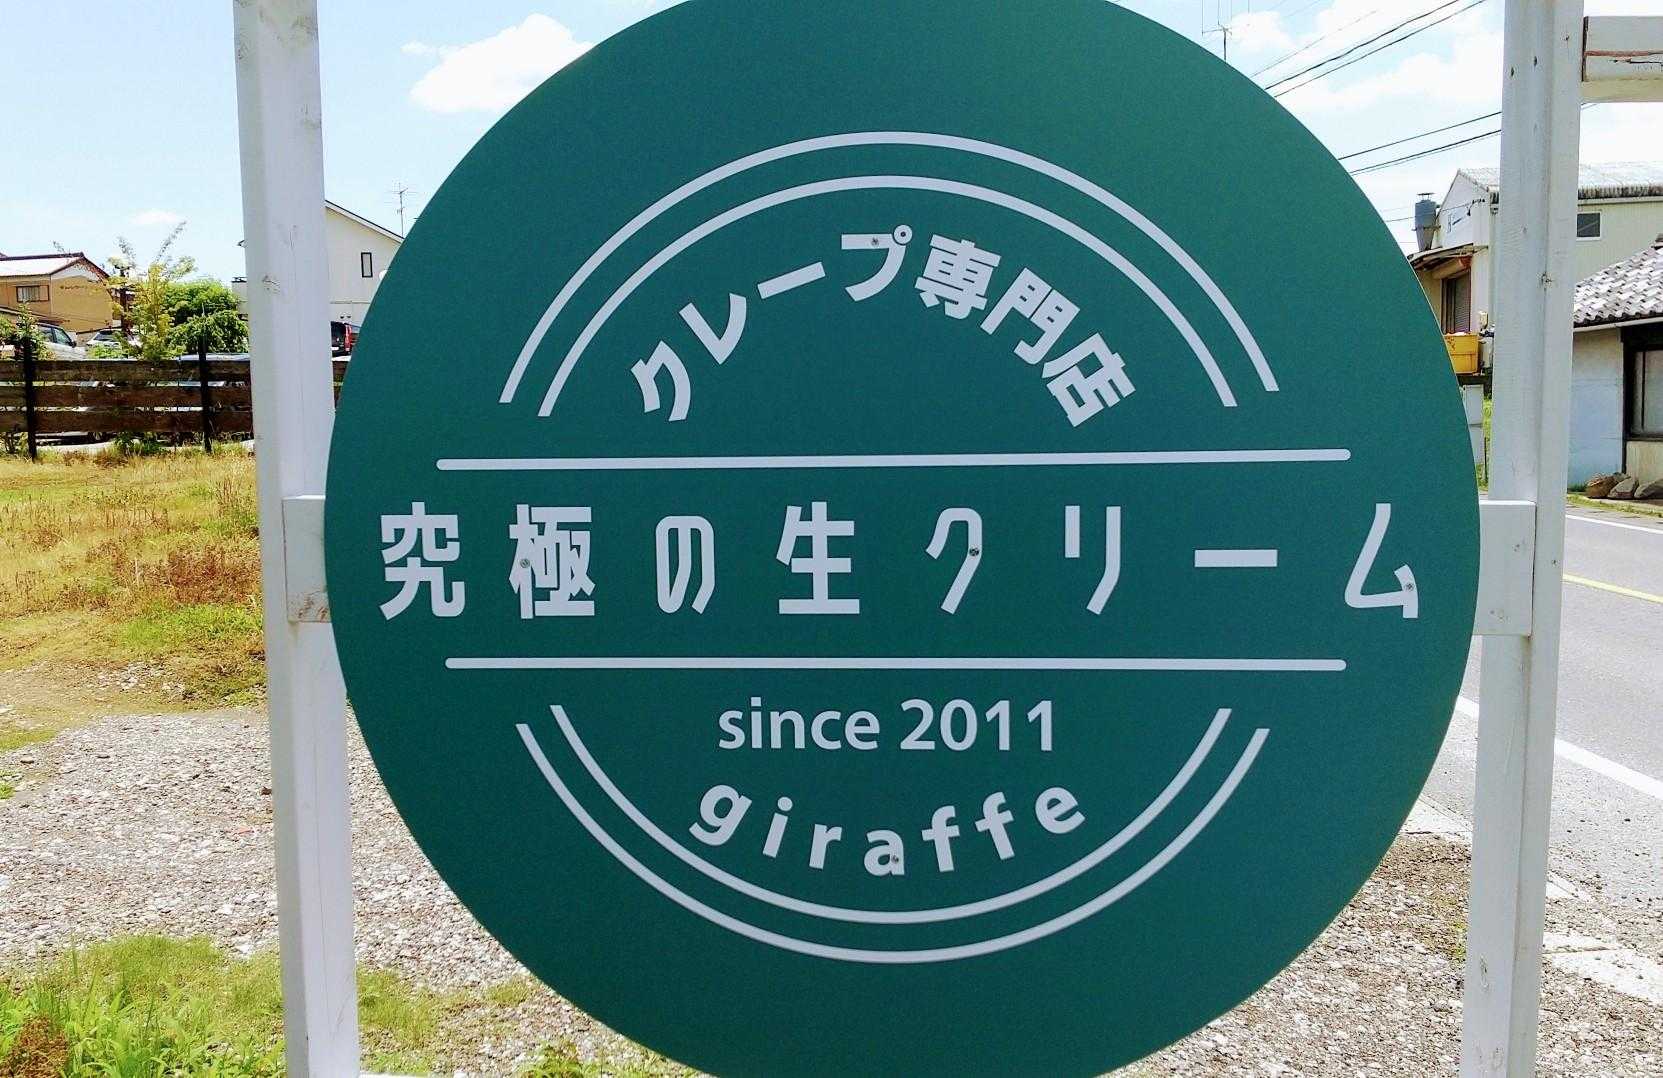 クレープ専門店
究極の生クリーム
since 2011
giraffe